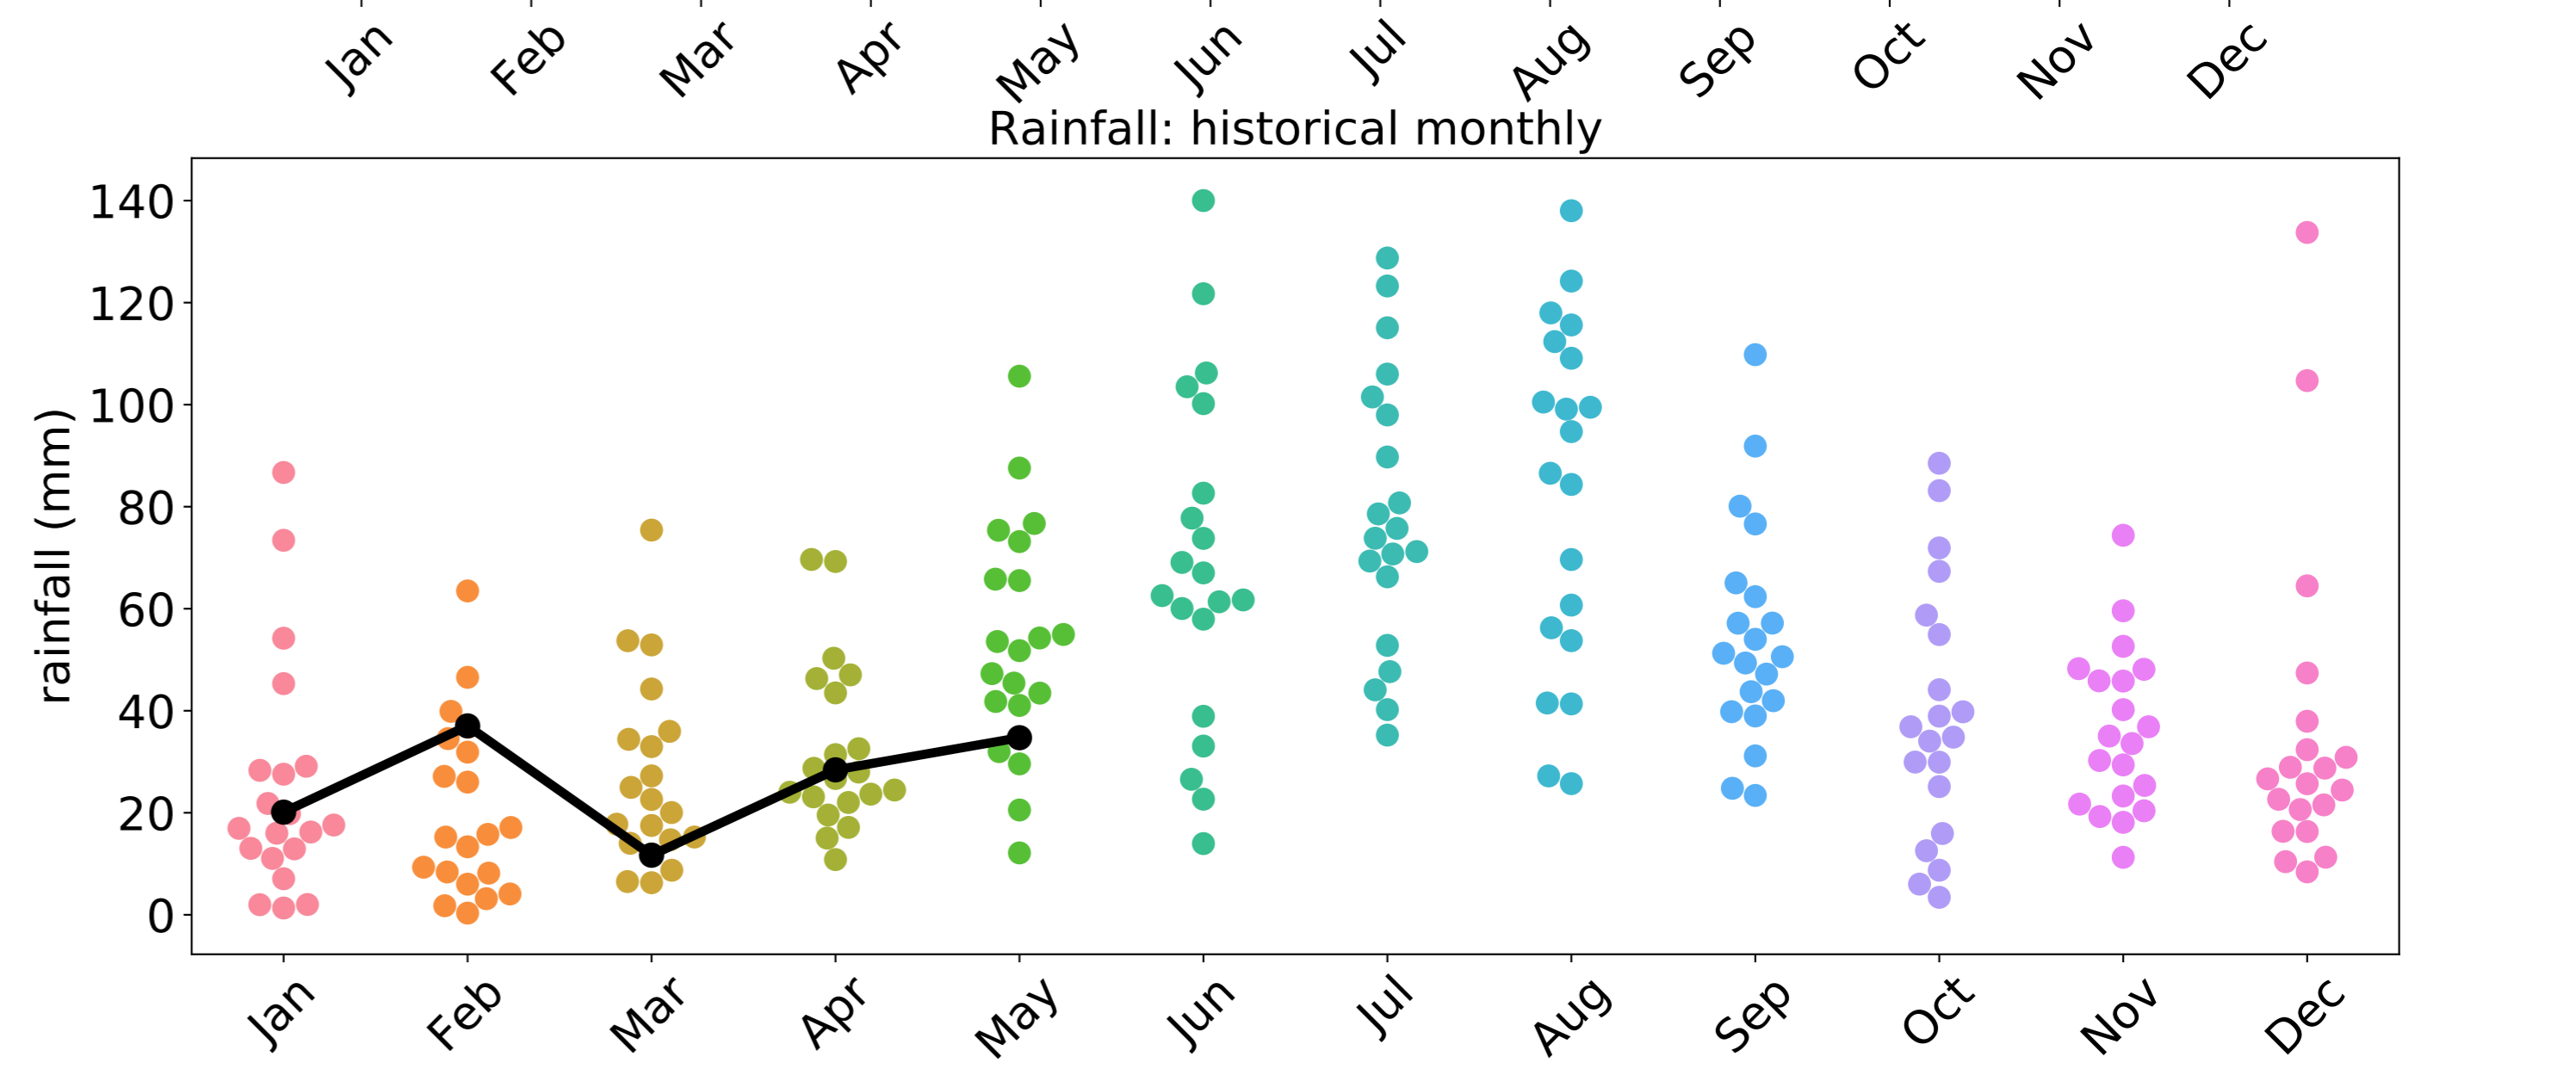 Jan Feb Mar Apr May Jun Jul Aug Sep Oct Nov Dec
Rainfall: historical monthly
140
120
100
80
60
40
20
0
rainfall (mm)
Jan Feb Mar Apr May Jun Jul Aug Sep Oct Nov Dec